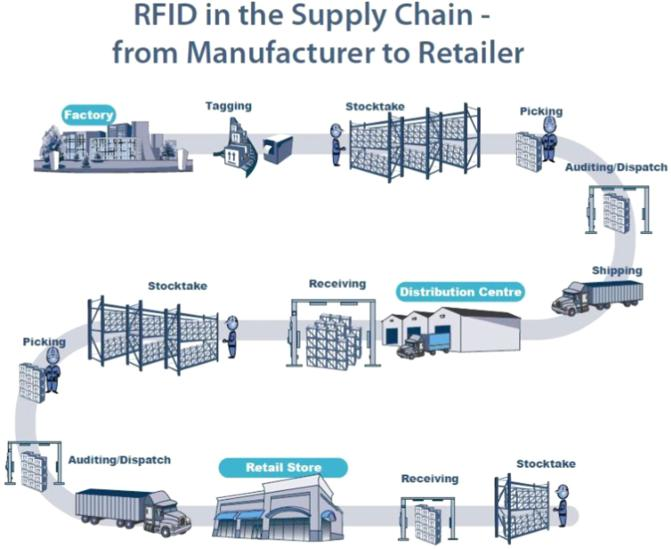 RFID in the Supply Chain -
from Manufacturer to Retailer
Factory
Tagging
Stocktake
Picking
Auditing/Dispatch
Shipping
Distribution Centre
Receiving
Stocktake
Picking
Auditing/Dispatch
Retail Store
Receiving
Stocktake